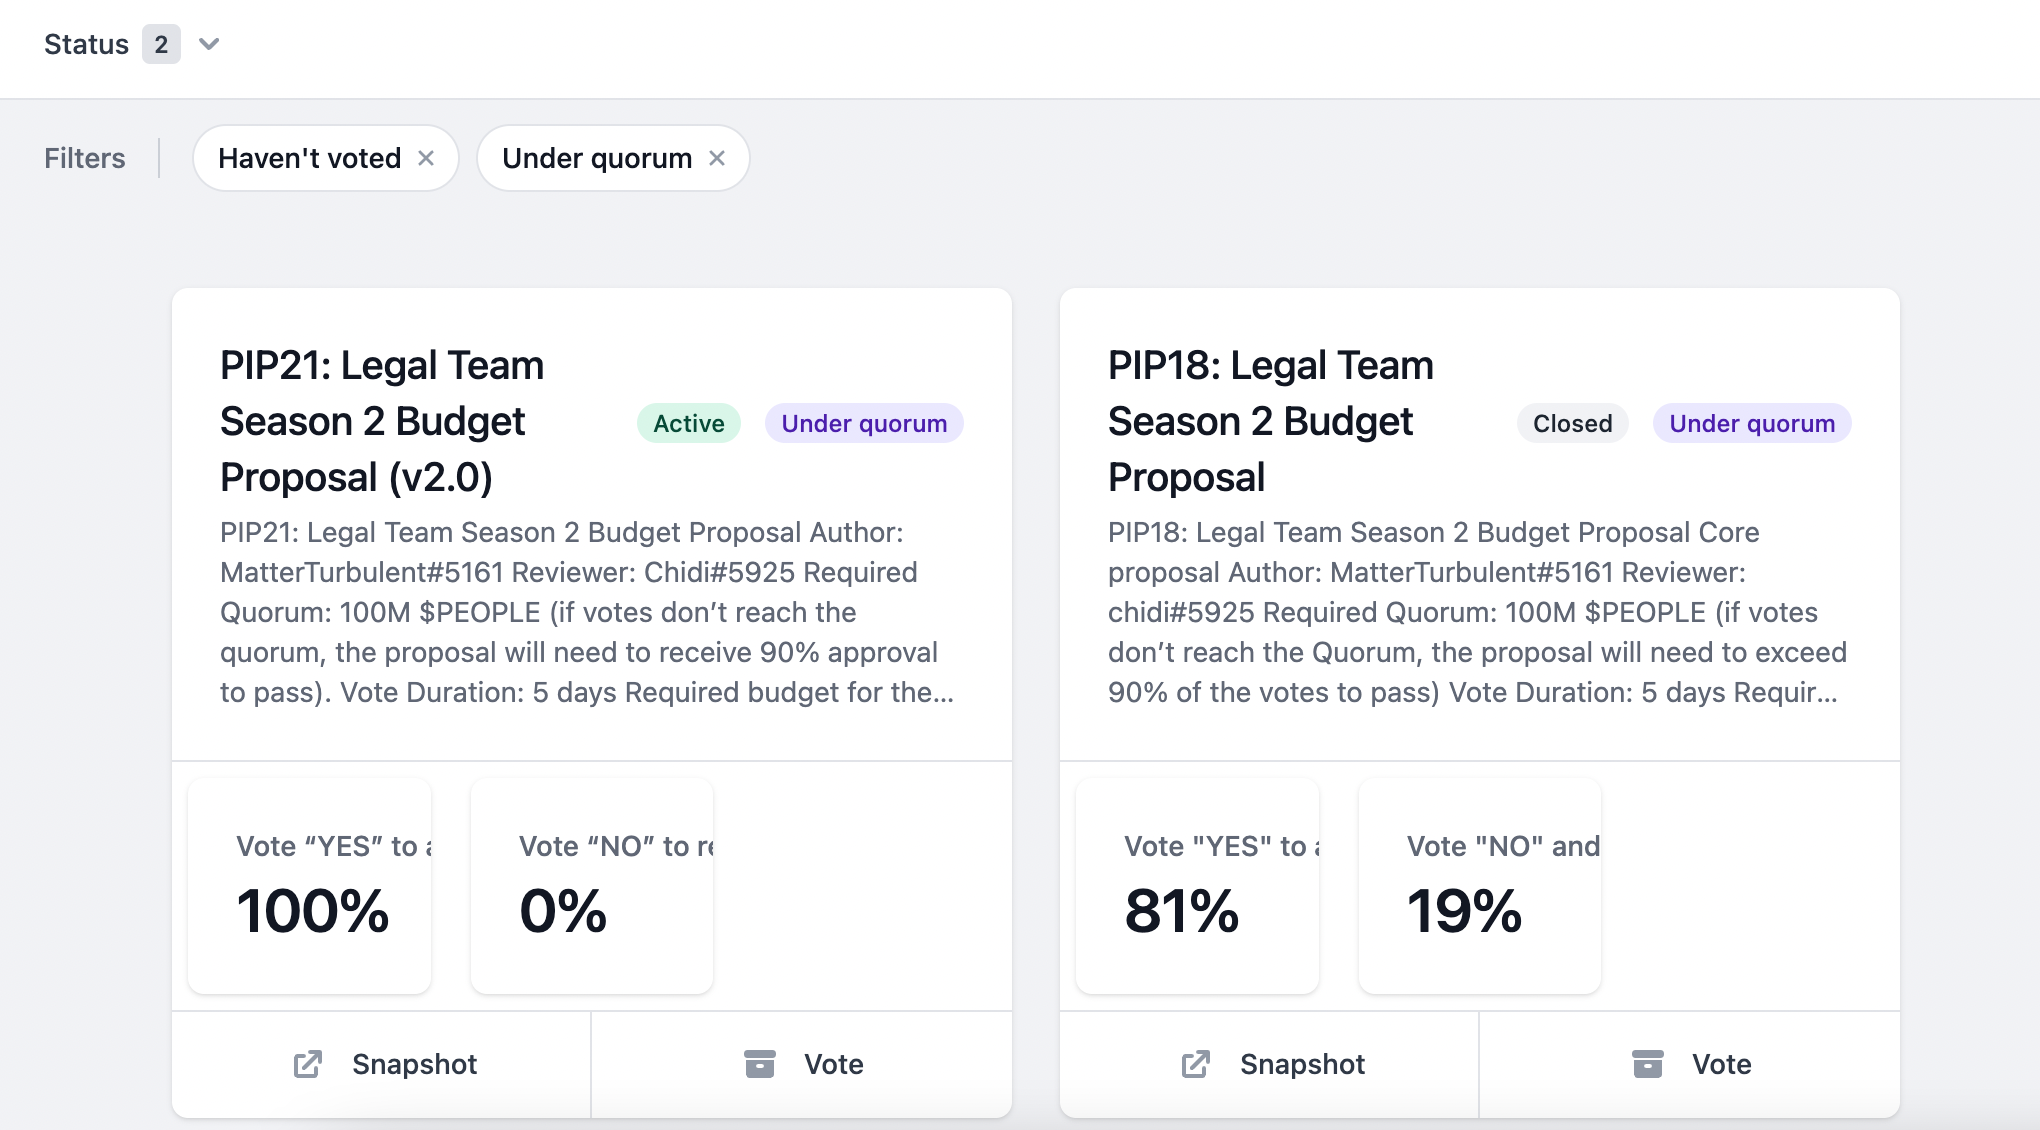 Status 2
Filters
Haven't voted
Under quorum
PIP21: Legal Team
Season 2 Budget
Proposal (v2.0)
Active
Under quorum
PIP21: Legal Team Season 2 Budget Proposal Author:
MatterTurbulent#5161 Reviewer: Chidi#5925 Required
Quorum: 100M $PEOPLE (if votes don’t reach the
quorum, the proposal will need to receive 90% approval
to pass). Vote Duration: 5 days Required budget for the...
Vote “YES” to
100%
Vote “NO” to
0%
Snapshot
Vote
PIP18: Legal Team
Season 2 Budget
Proposal
Closed
Under quorum
PIP18: Legal Team Season 2 Budget Proposal Core
proposal Author: MatterTurbulent#5161 Reviewer:
chidi#5925 Required Quorum: 100M $PEOPLE (if votes
don’t reach the Quorum, the proposal will need to exceed
90% of the votes to pass) Vote Duration: 5 days Requir...
Vote "YES" to
81%
Vote "NO" and
19%
Snapshot
Vote